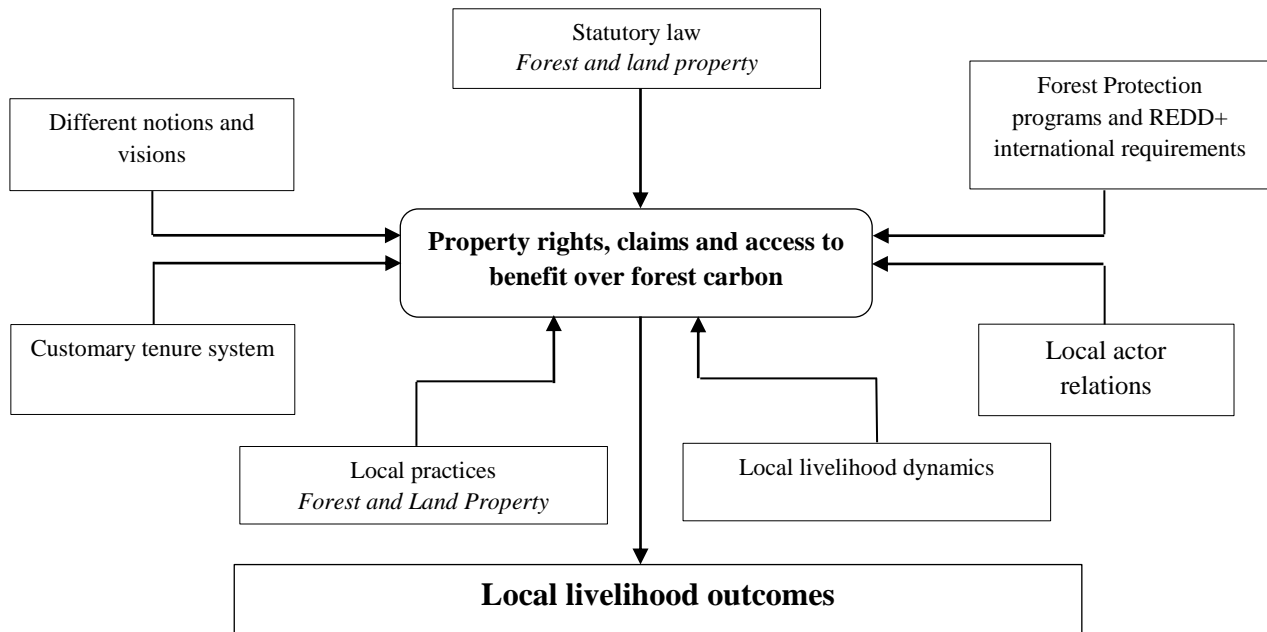 Statutory law
Forest and land property
Forest Protection
programs and REDD+
international requirements
Different notions and
visions
Property rights, claims and access to
benefit over forest carbon
Customary tenure system
Local actor
relations
Local practices
Forest and Land Property
Local livelihood dynamics
Local livelihood outcomes